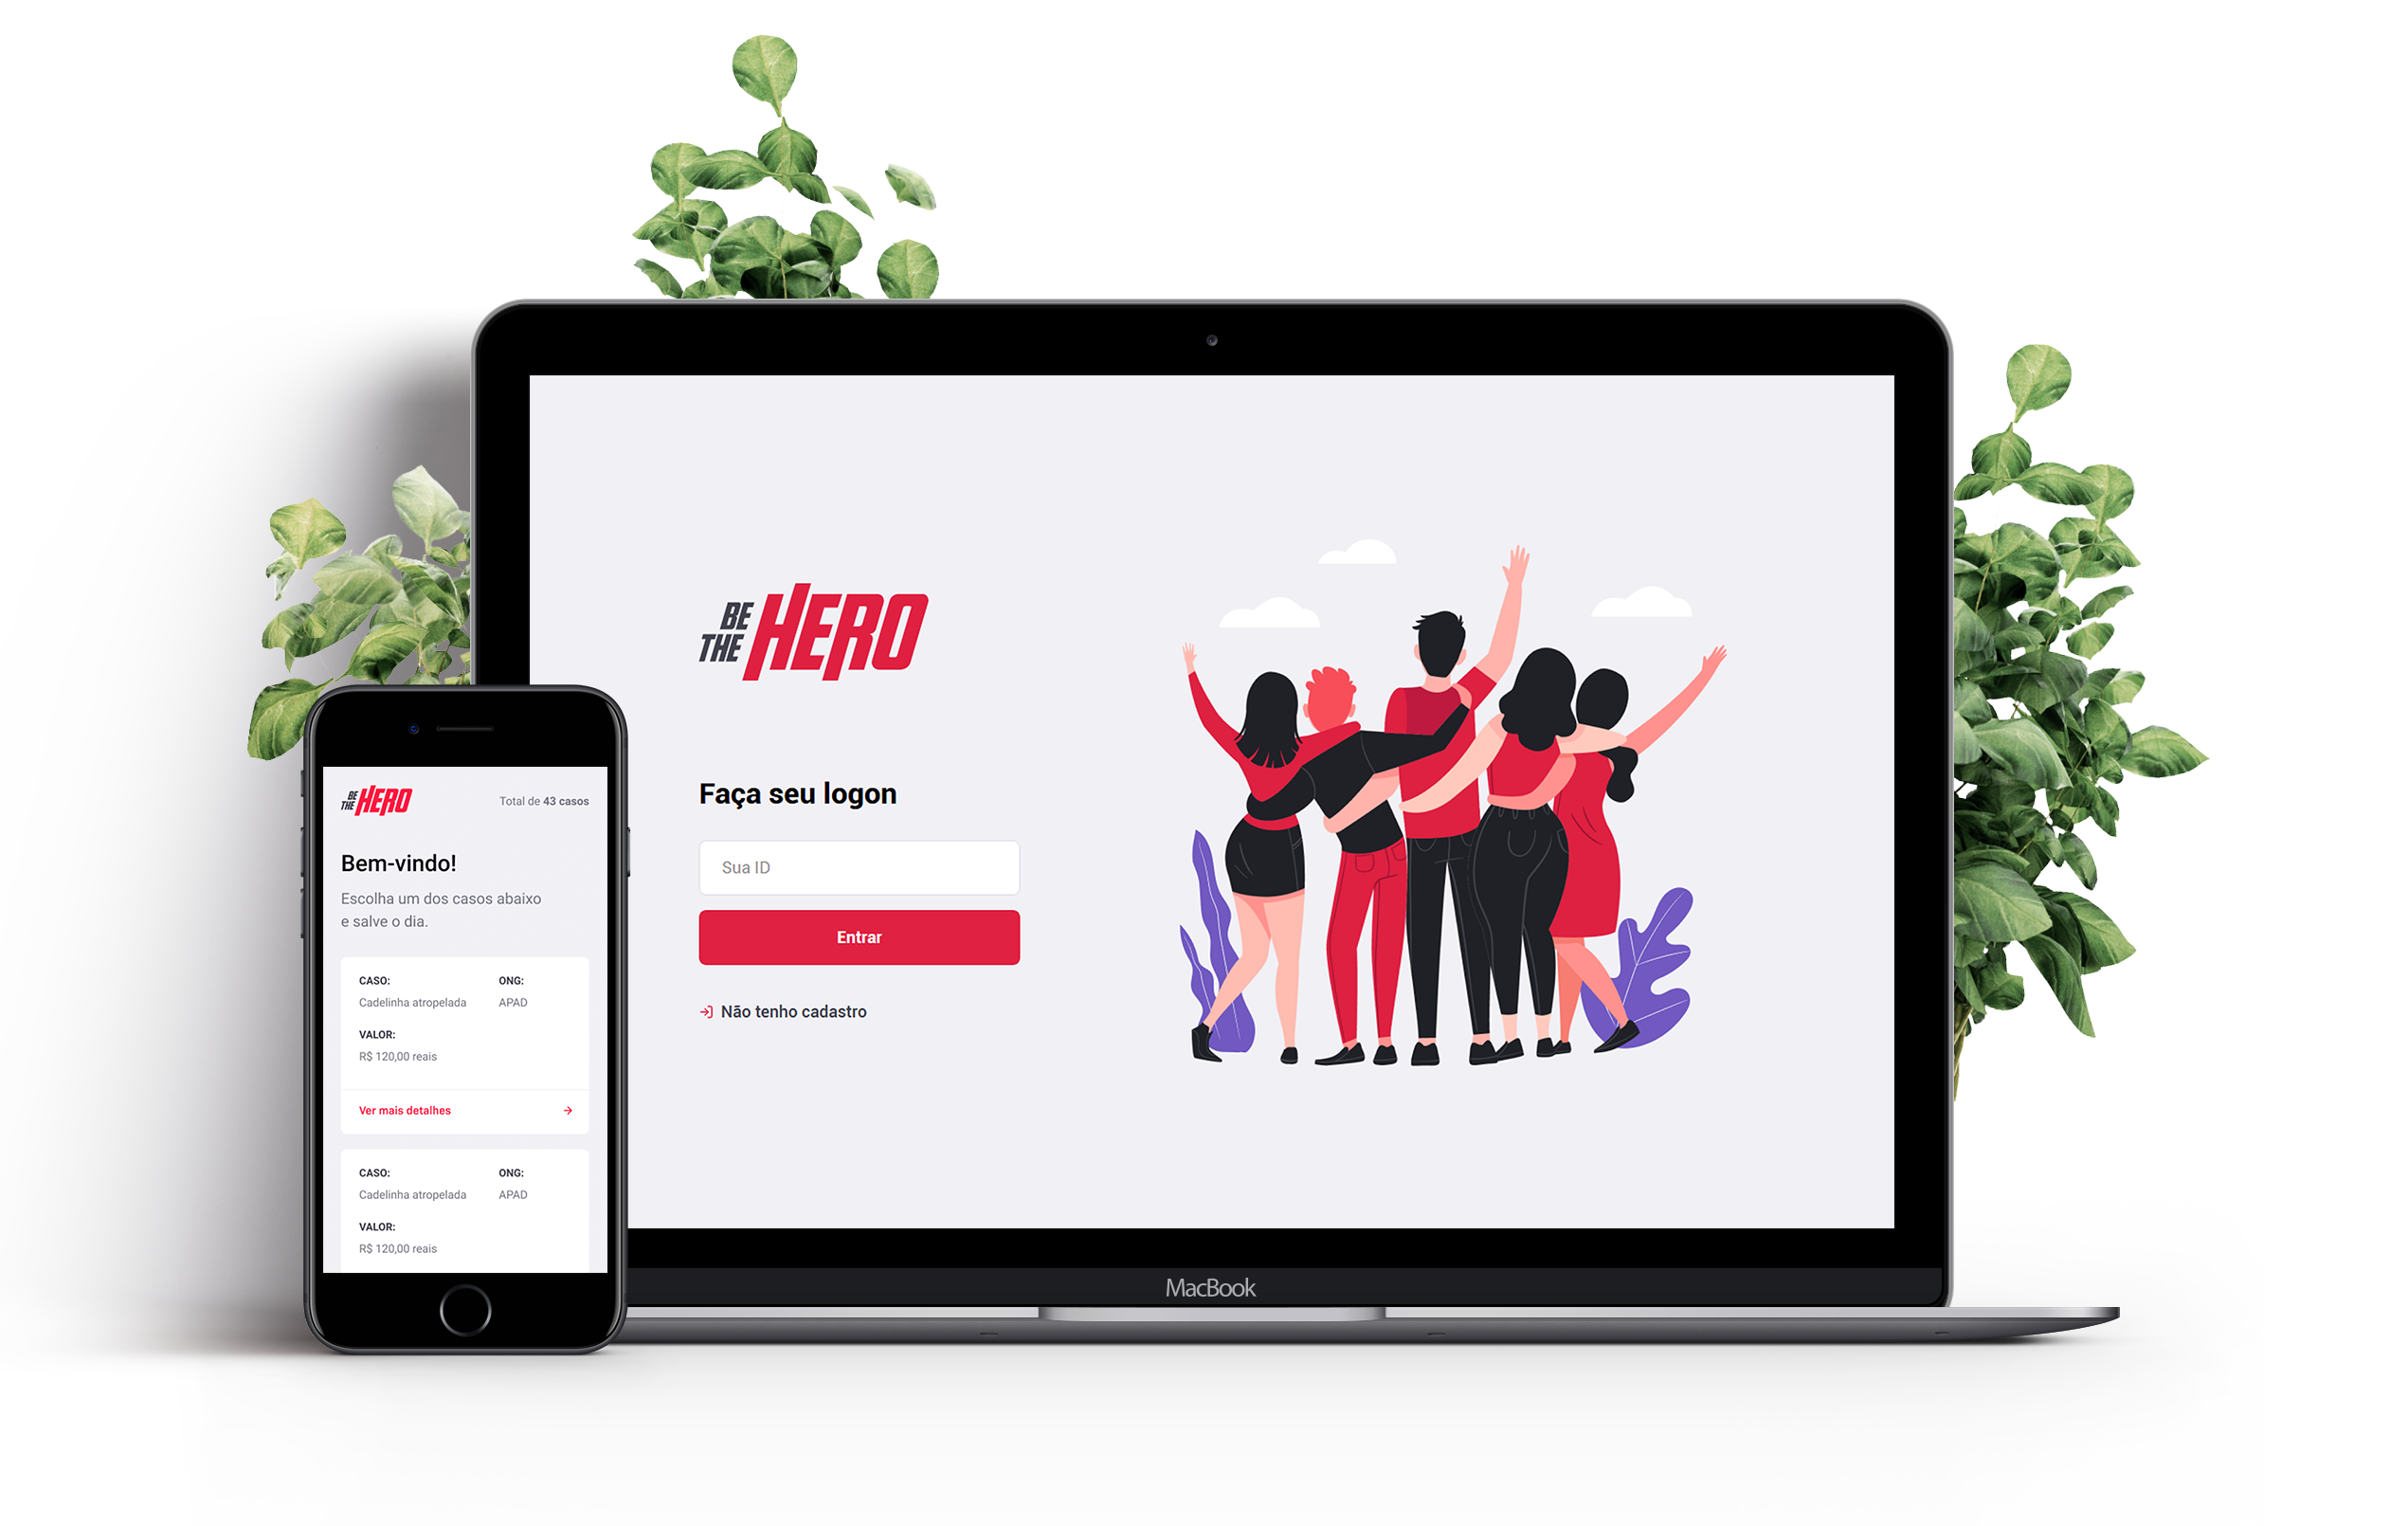 BE
THE HERO
Faça seu logon
Sua ID
Entrar
Não tenho cadastro
MacBook
BE
THE HERO
Total de 43 casos
Bem-vindo!
Escolha um dos casos abaixo
e salve o dia.
CASO: ONG:
Cadelinha atropelada APAD
VALOR:
R$ 120,00 reais
Ver mais detalhes
CASO: ONG:
Cadelinha atropelada APAD
VALOR:
R$ 120,00 reais